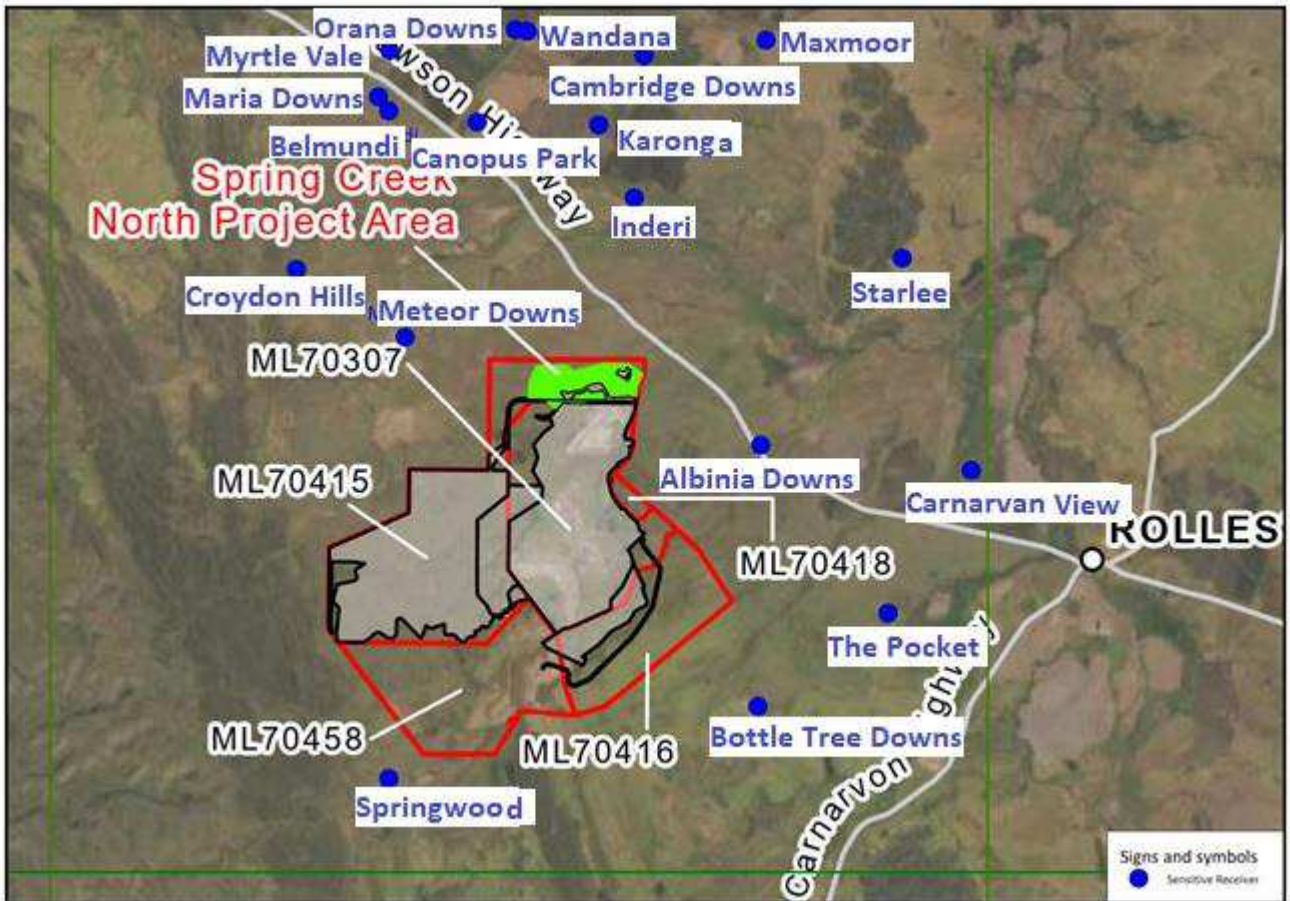 Orana Downs
Wandana
Maxmoor
Myrtle Vale
wson Highway
Cambridge Downs
Maria Downs
Belmundi
Canopus Park
Karonga
Spring Creek
North Project Area
Inderi
Starlee
Croydon Hills
Meteor Downs
ML70307
ML70415
Albinia Downs
Carnarvan View
ROLLES
ML70418
The Pocket
Carnarvon Highway
Bottle Tree Downs
ML70458
ML70416
Springwood
Signs and symbols
Sensitive Receiver